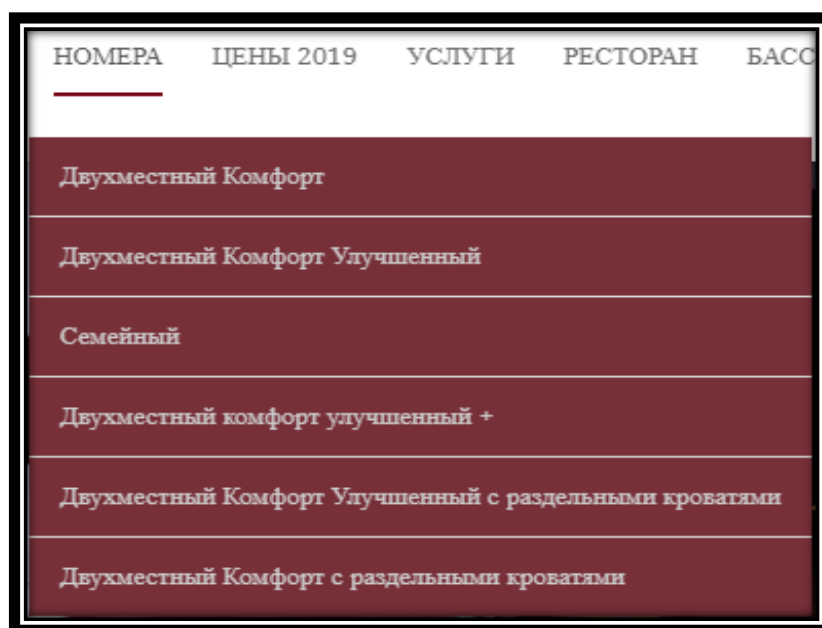 НОМЕРА ЦЕНЫ 2019 УСЛУГИ РЕСТОРАН БАСС
Двухместный Комфорт
Двухместный Комфорт Улучшенный
Семейный
Двухместный комфорт улучшенный +
Двухместный Комфорт Улучшенный с раздельными кроватями
Двухместный Комфорт с раздельными кроватями